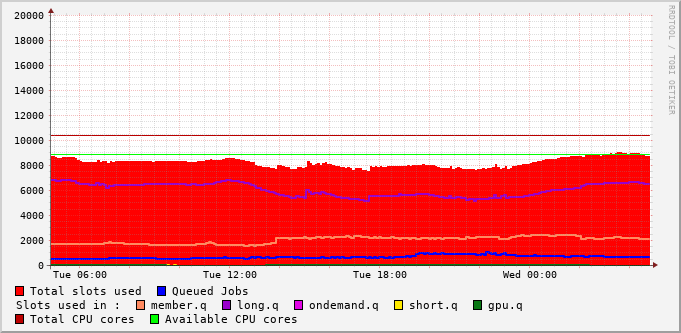 RRDTOOL / TOBI OETIKER
20000
18000
16000
14000
12000
10000
8000
6000
4000
2000
0
Tue 06:00 Tue 12:00 Tue 18:00 Wed 00:00
Total slots used Queued Jobs
Slots used in : member.q long.q ondemand.q short.q gpu.q
Total CPU cores Available CPU cores